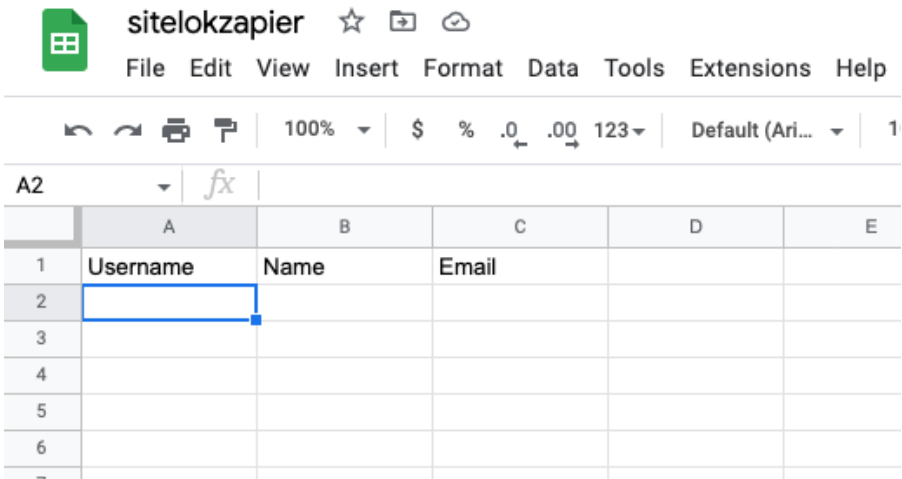 sitelokzapier
File Edit View Insert Format Data Tools Extensions Help
100% $ % .0 .00 123 Default (Ari...
A2 fx
A B C D E
1 Username Name Email
2
3
4
5
6